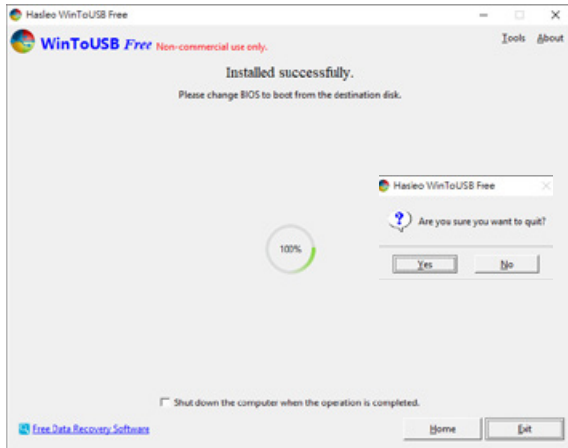 Hasleo WinToUSB Free
WinToUSB Free Non-commercial use only.
Tools About
Installed successfully.
Please change BIOS to boot from the destination disk.
Hasleo WinToUSB Free
? Are you sure you want to quit?
Yes No
100%
Shut down the computer when the operation is completed.
Free Data Recovery Software
Home Exit